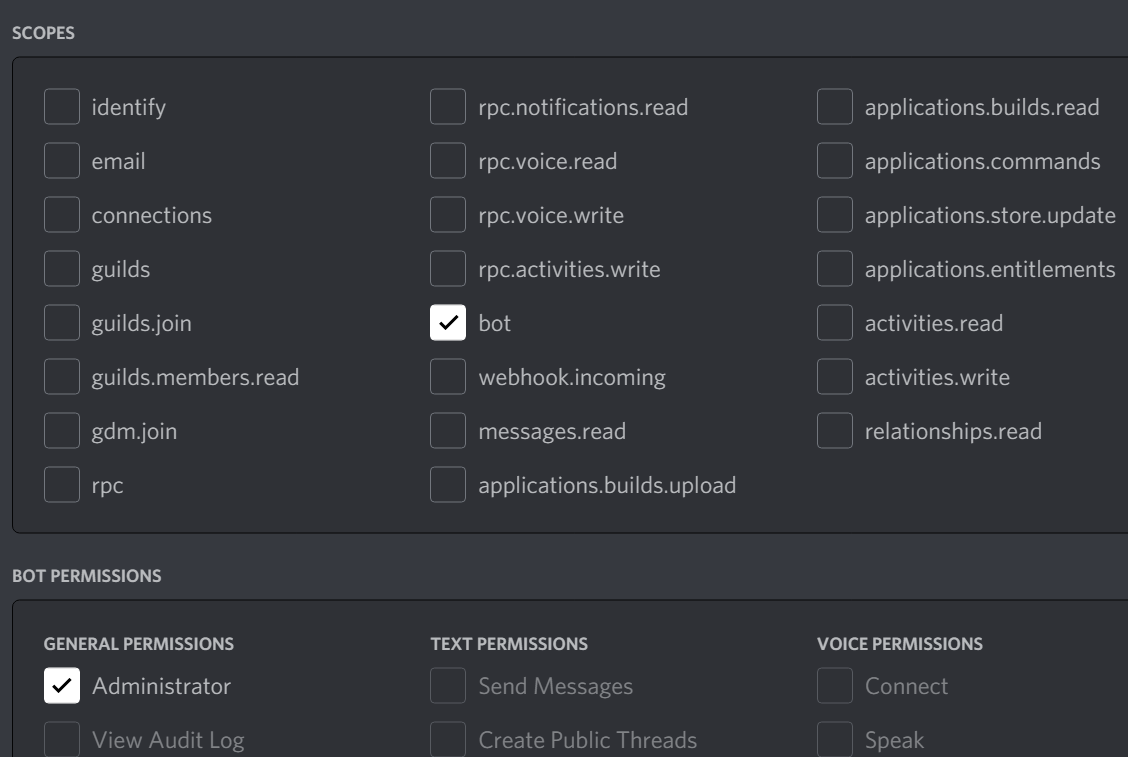 SCOPES
identify
rpc.notifications.read
applications.builds.read
email
rpc.voice.read
applications.commands
connections
rpc.voice.write
applications.store.update
guilds
rpc.activities.write
applications.entitlements
guilds.join
bot
activities.read
guilds.members.read
webhook.incoming
activities.write
gdm.join
messages.read
relationships.read
rpc
applications.builds.upload
BOT PERMISSIONS
GENERAL PERMISSIONS
TEXT PERMISSIONS
VOICE PERMISSIONS
Administrator
Send Messages
Connect
View Audit Log
Create Public Threads
Speak